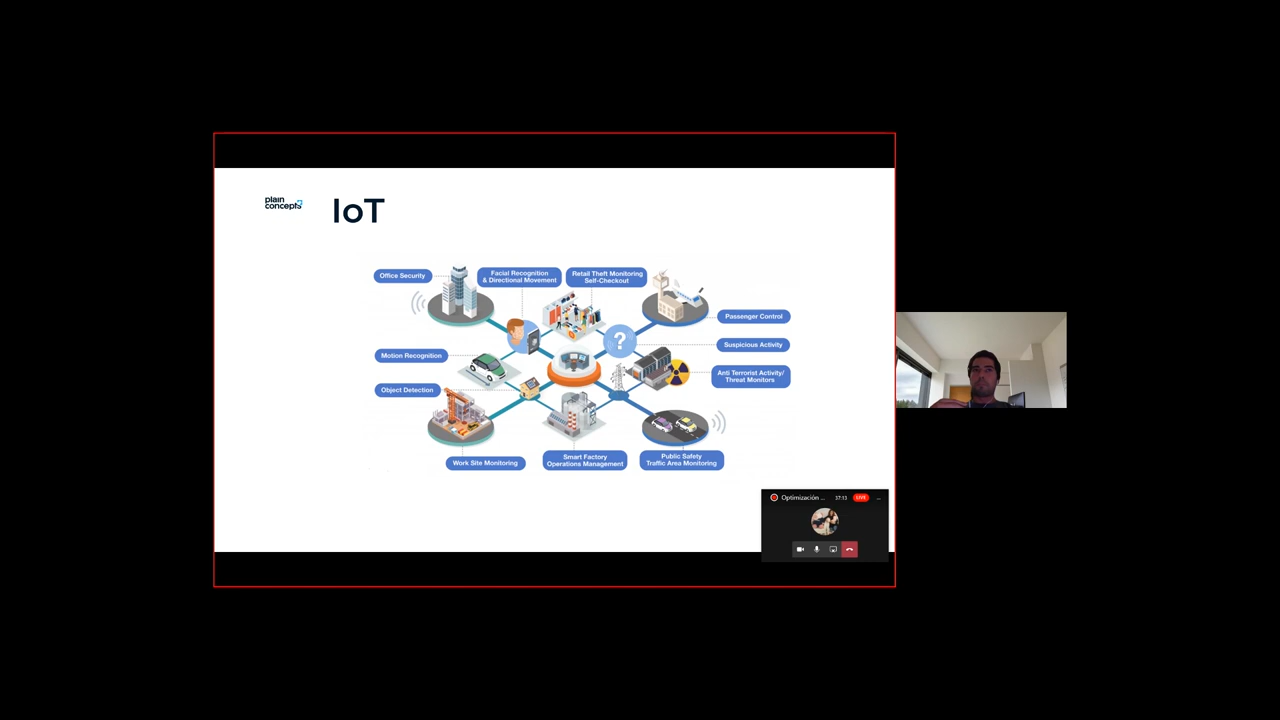 plain
concepts
IoT
Office Security
Facial Recognition
& Directional Movement
Retail Theft Monitoring
Self-Checkout
Passenger Control
Suspicious Activity
?
Motion Recognition
Anti Terrorist Activity/
Threat Monitors
Object Detection
Work Site Monitoring
Smart Factory
Operations Management
Public Safety
Traffic Area Monitoring
Optimización ...
37:13
LIVE
...